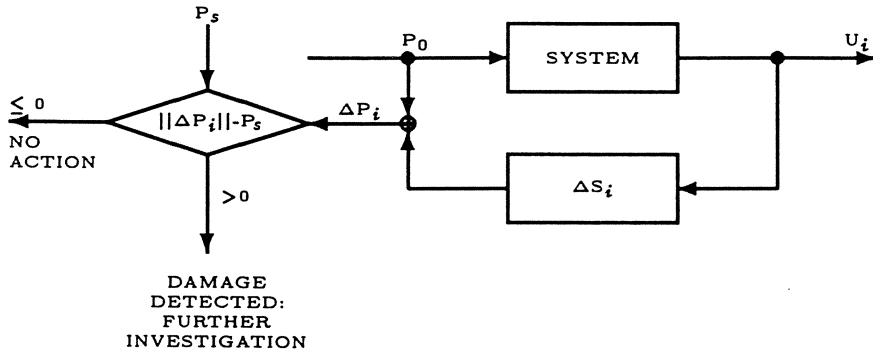 Pₛ
P₀
SYSTEM
Uᵢ
≤ 0
||ΔPᵢ||-Pₛ
ΔPᵢ
NO
ACTION
>0
ΔSᵢ
DAMAGE
DETECTED:
FURTHER
INVESTIGATION